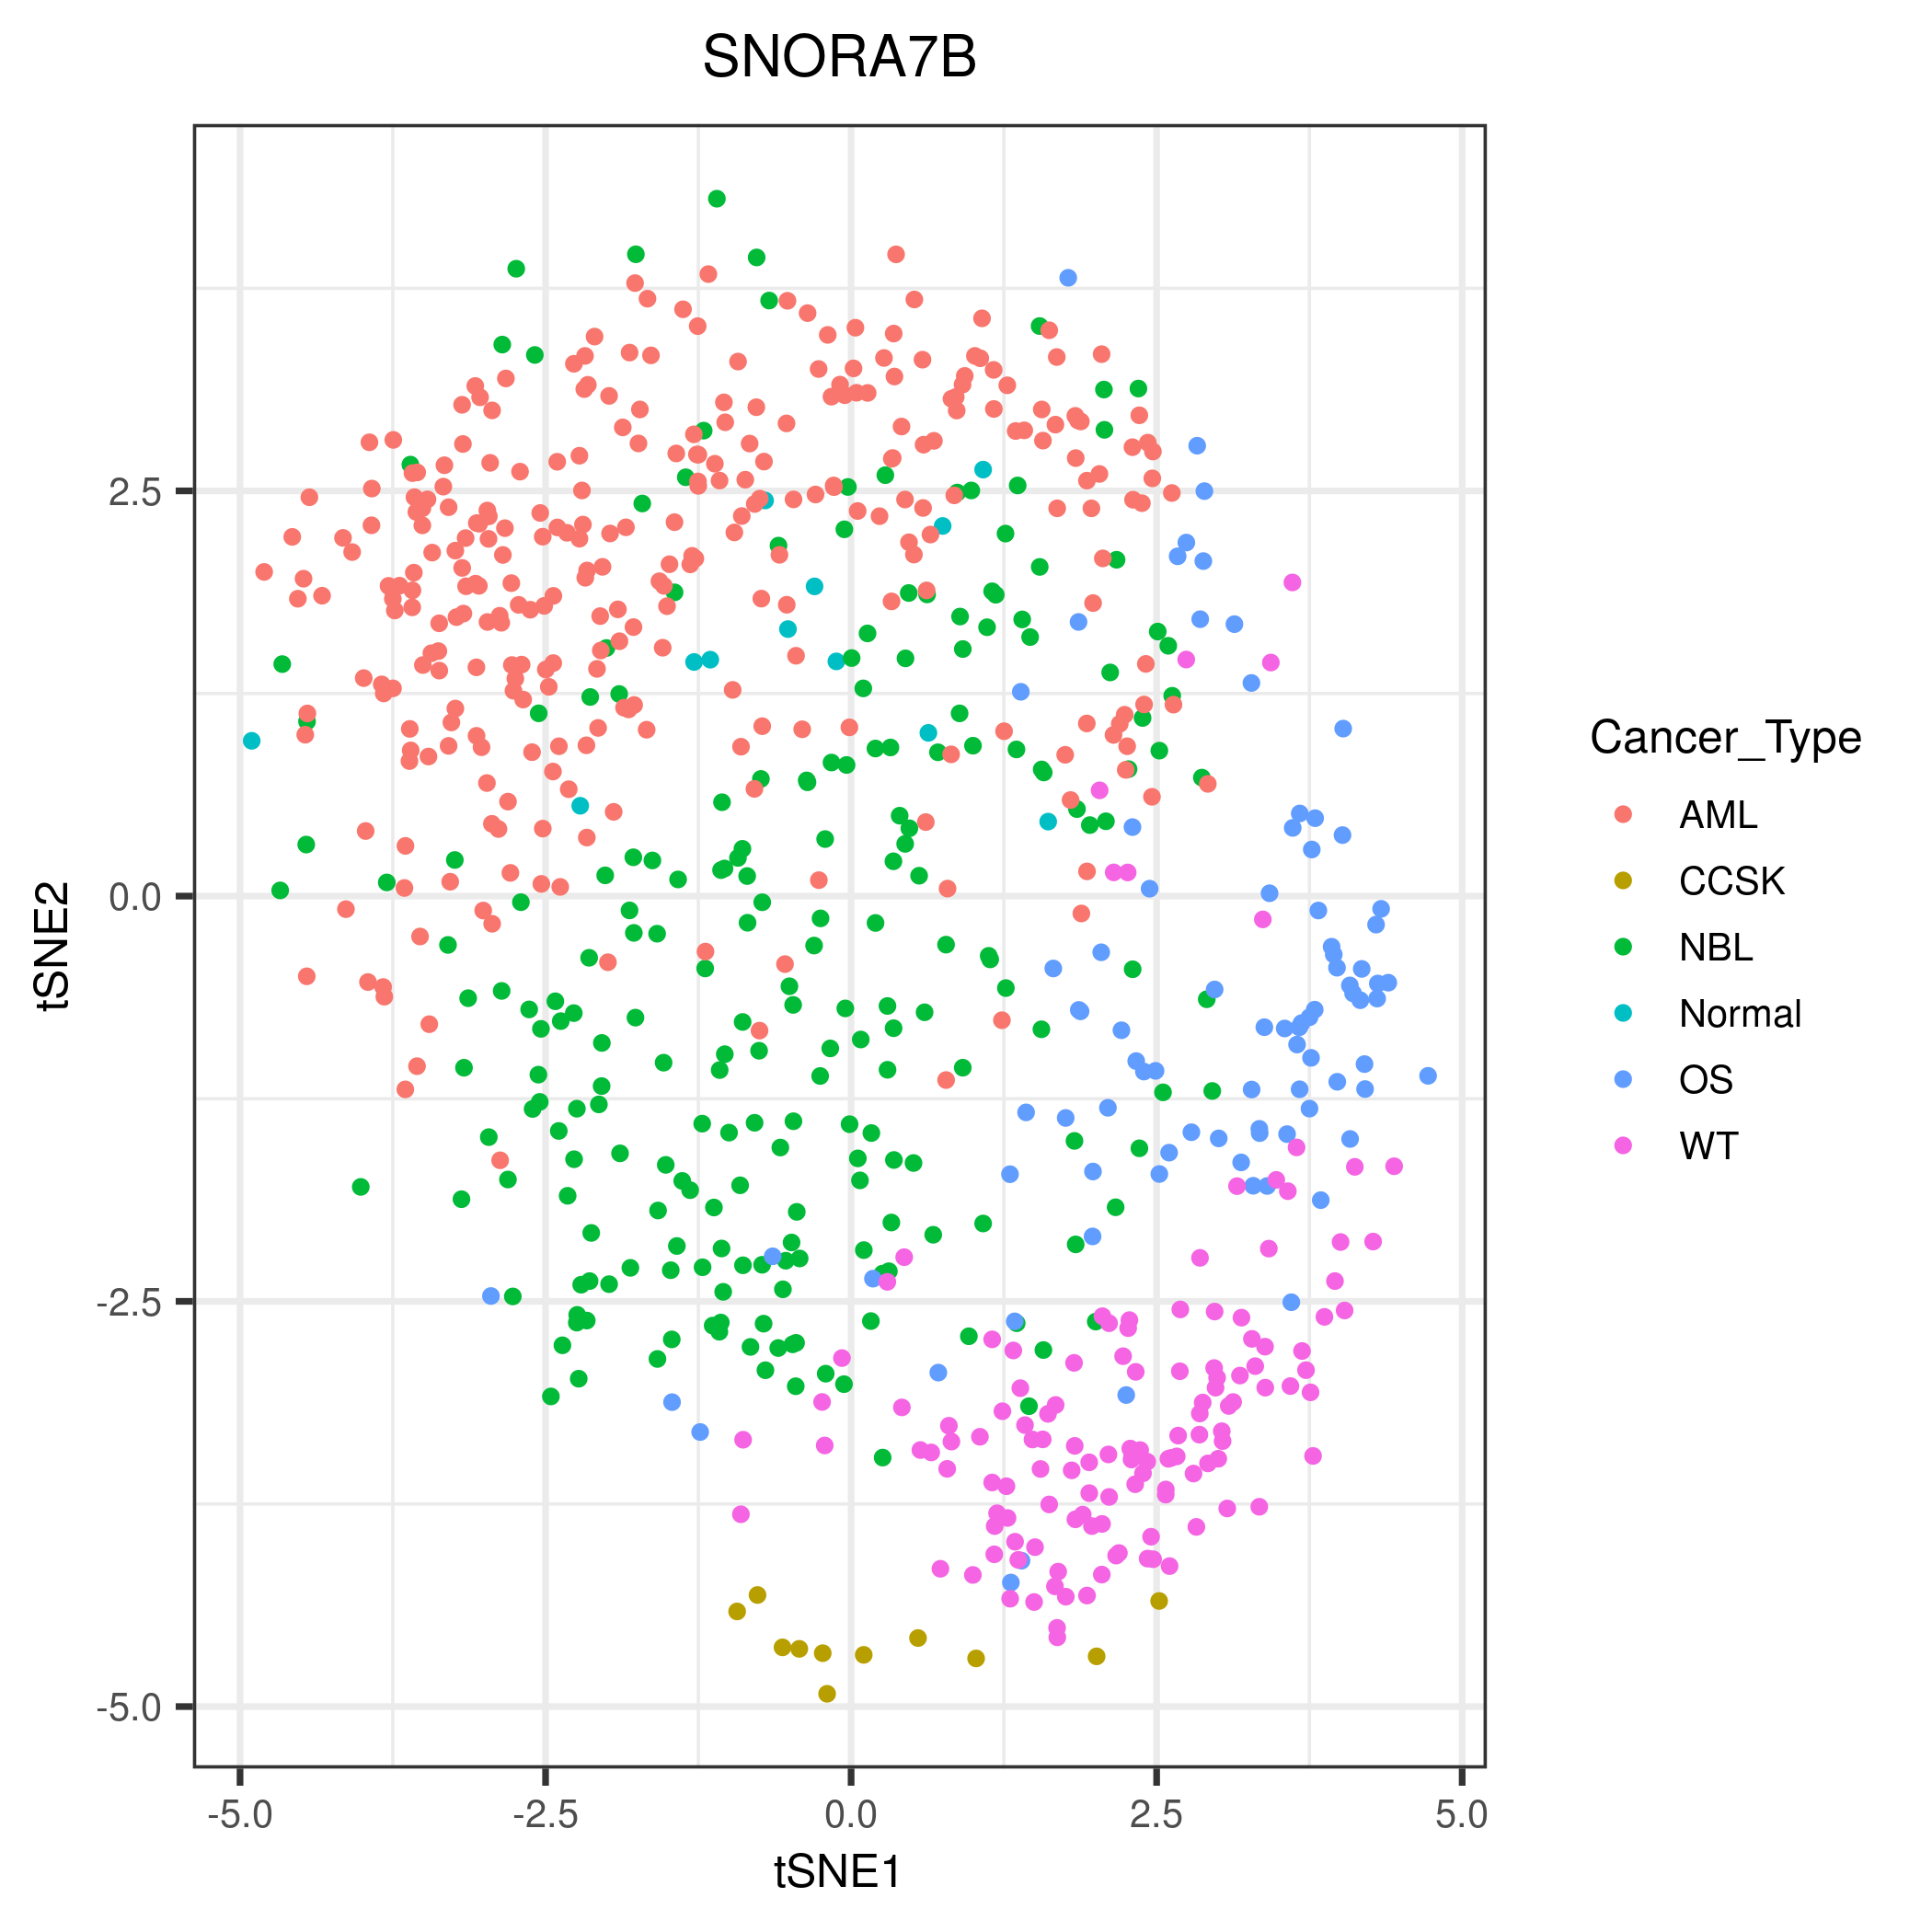 SNORA7B
tSNE2
2.5
0.0
-2.5
-5.0
-5.0
-2.5
0.0
2.5
5.0
tSNE1
Cancer_Type
AML
CCSK
NBL
Normal
OS
WT